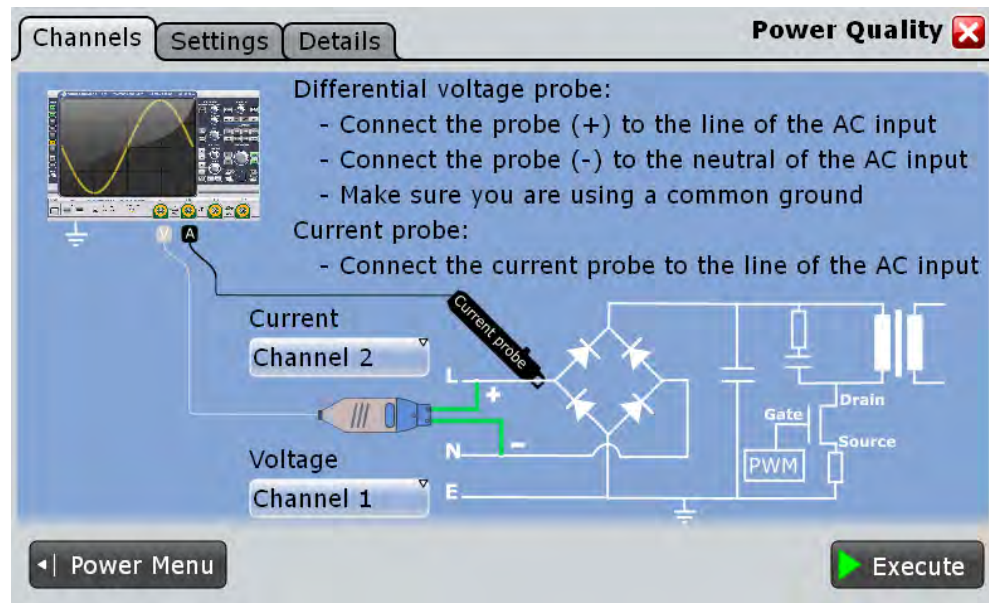 Channels
Settings
Details
Power Quality
Differential voltage probe:
- Connect the probe (+) to the line of the AC input
- Connect the probe (-) to the neutral of the AC input
- Make sure you are using a common ground
V A
Current probe:
- Connect the current probe to the line of the AC input
Current
Channel 2
Current probe
L
+
Drain
Gate
Source
PWM
N
-
Voltage
Channel 1
E
Power Menu
Execute